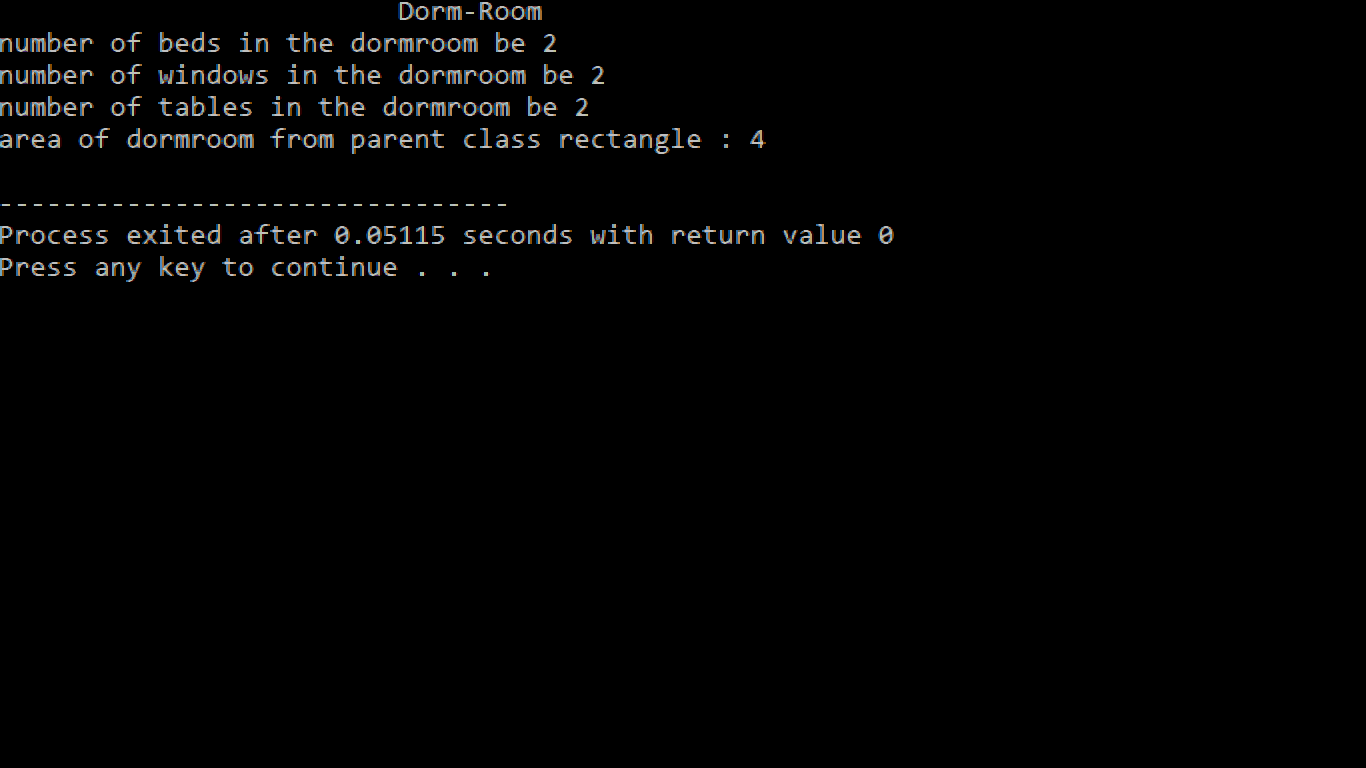 Dorm-Room
number of beds in the dormroom be 2
number of windows in the dormroom be 2
number of tables in the dormroom be 2
area of dormroom from parent class rectangle : 4
--------------------------------
Process exited after 0.05115 seconds with return value 0
Press any key to continue . . .